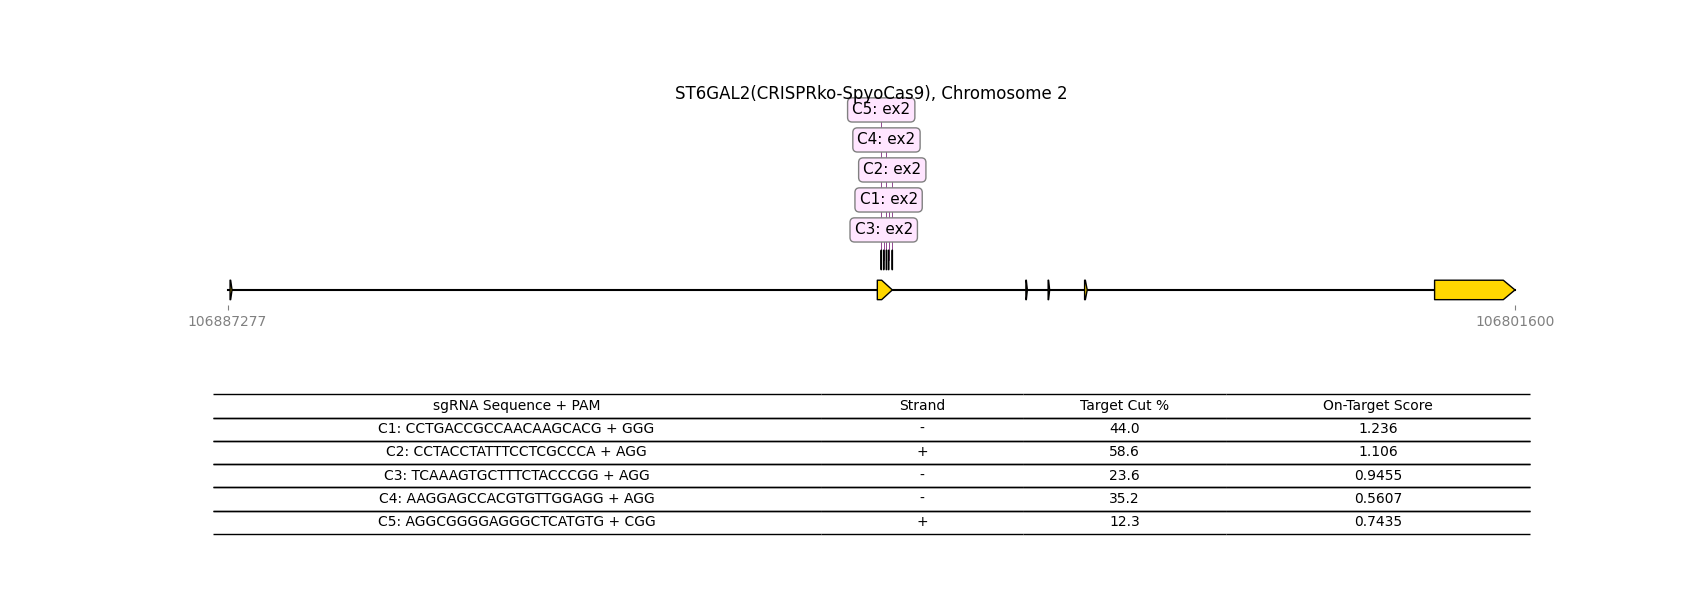 ST6GAL2(CRISPRko-SpyoCas9), Chromosome 2
C5: ex2
C4: ex2
C2: ex2
C1: ex2
C3: ex2
106887277 106801600
sgRNA Sequence + PAM Strand Target Cut % On-Target Score
C1: CCTGACCGCCAACAAGCACG + GGG - 44.0 1.236
C2: CCTACCTATTTCCTCGCCCA + AGG + 58.6 1.106
C3: TCAAAGTGCTTTCTACCCGG + AGG - 23.6 0.9455
C4: AAGGAGCCACGTGTTGGAGG + AGG - 35.2 0.5607
C5: AGGCGGGGAGGGCTCATGTG + CGG + 12.3 0.7435